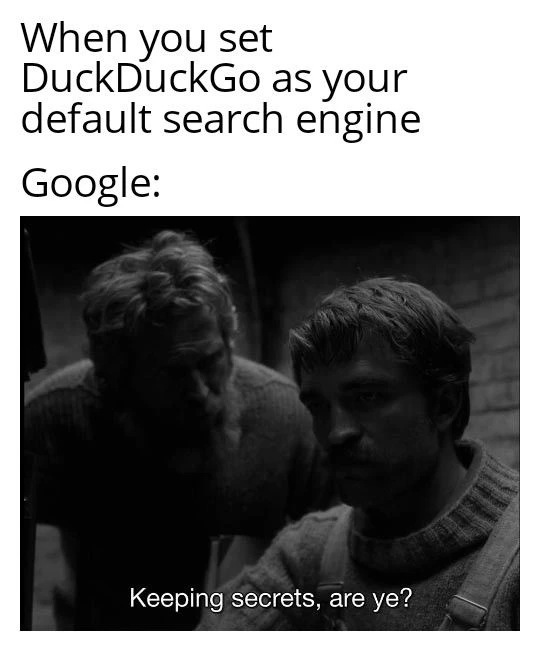 When you set
DuckDuckGo as your
default search engine
Google:
Keeping secrets, are ye?